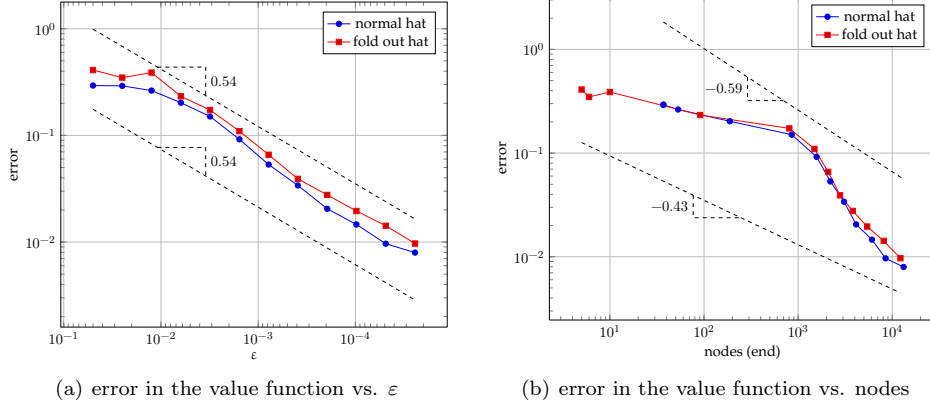 normal hat
fold out hat
10^0
10^−1
10^−2
error
0.54
0.54
10^−1
10^−2
10^−3
10^−4
ε
(a) error in the value function vs. ε
normal hat
fold out hat
10^0
10^−1
10^−2
error
−0.59
−0.43
10^1
10^2
10^3
10^4
nodes (end)
(b) error in the value function vs. nodes